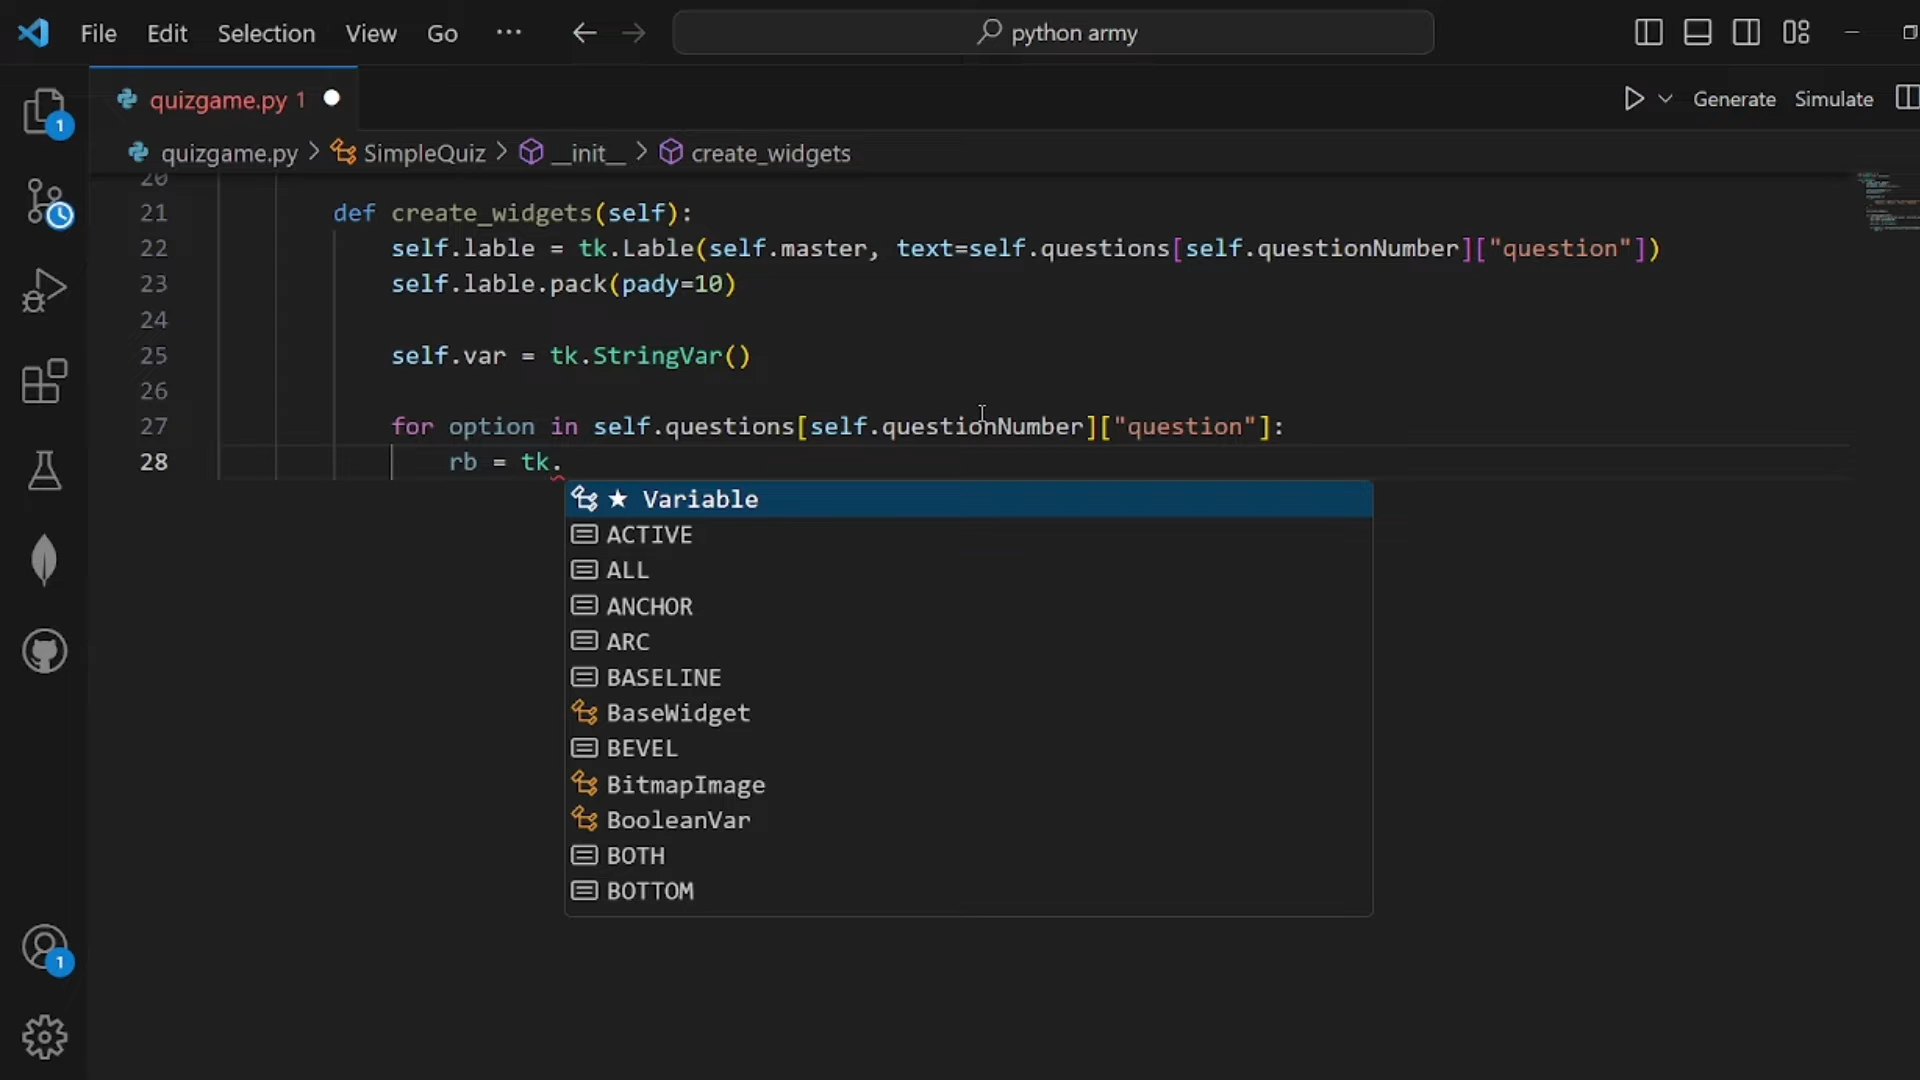 File Edit Selection View Go ··· python army
quizgame.py 1 Generate Simulate
quizgame.py > SimpleQuiz > __init__ > create_widgets
20
21 def create_widgets(self):
22 self.lable = tk.Lable(self.master, text=self.questions[self.questionNumber]["question"])
23 self.lable.pack(pady=10)
24
25 self.var = tk.StringVar()
26
27 for option in self.questions[self.questionNumber]["question"]:
28 rb = tk.
★ Variable
ACTIVE
ALL
ANCHOR
ARC
BASELINE
BaseWidget
BEVEL
BitmapImage
BooleanVar
BOTH
BOTTOM
1
1